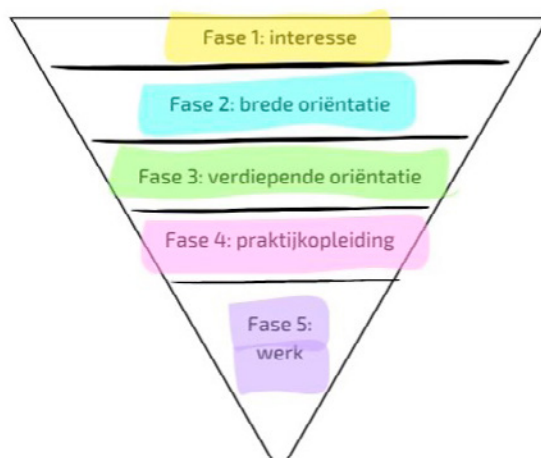 Fase 1: interesse
Fase 2: brede oriëntatie
Fase 3: verdiepende oriëntatie
Fase 4: praktijkopleiding
Fase 5:
werk